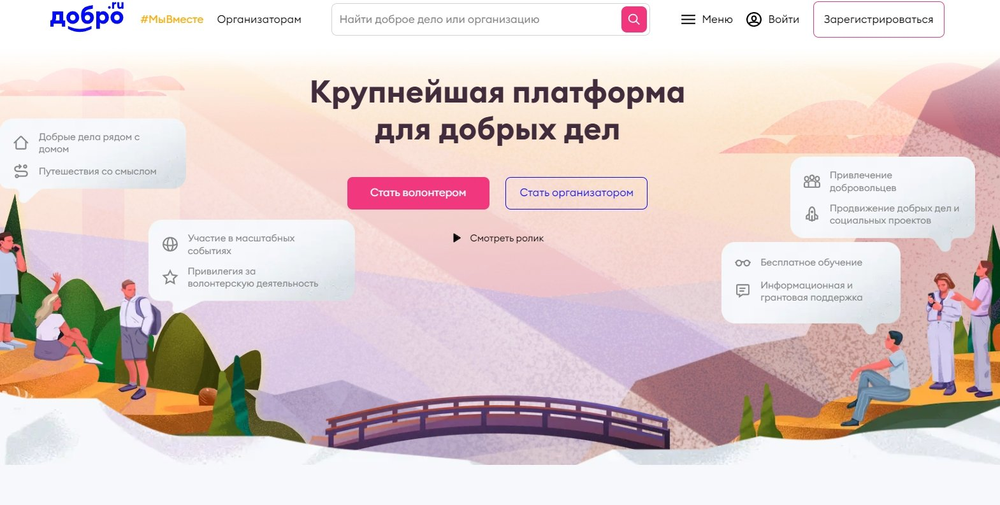 добро.ru
#МыВместе
Организаторам
Найти доброе дело или организацию
Меню
Войти
Зарегистрироваться
Крупнейшая платформа
для добрых дел
Добрые дела рядом с
домом
Путешествия со смыслом
Стать волонтером
Стать организатором
Смотреть ролик
Участие в масштабных
событиях
Привилегия за
волонтерскую деятельность
Привлечение
добровольцев
Продвижение добрых дел и
социальных проектов
Бесплатное обучение
Информационная и
грантовая поддержка